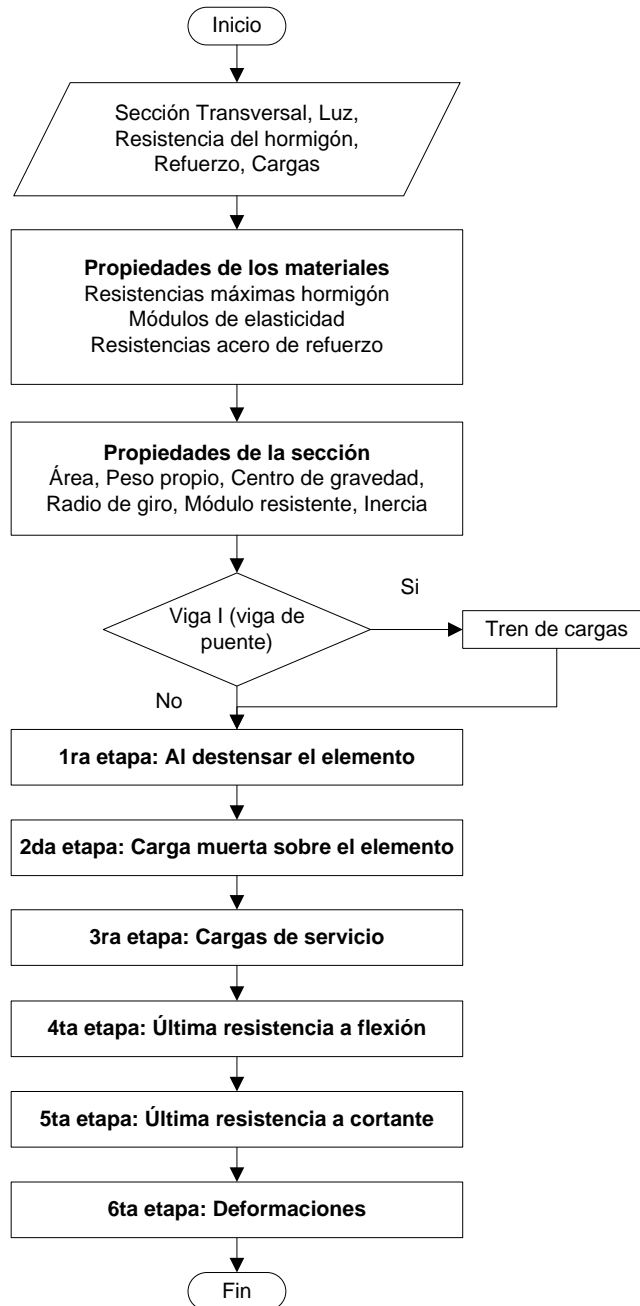 Inicio
Sección Transversal, Luz,
Resistencia del hormigón,
Refuerzo, Cargas
Propiedades de los materiales
Resistencias máximas hormigón
Módulos de elasticidad
Resistencias acero de refuerzo
Propiedades de la sección
Área, Peso propio, Centro de gravedad,
Radio de giro, Módulo resistente, Inercia
Viga I (viga de
puente)
Si
Tren de cargas
No
1ra etapa: Al destensar el elemento
2da etapa: Carga muerta sobre el elemento
3ra etapa: Cargas de servicio
4ta etapa: Última resistencia a flexión
5ta etapa: Última resistencia a cortante
6ta etapa: Deformaciones
Fin